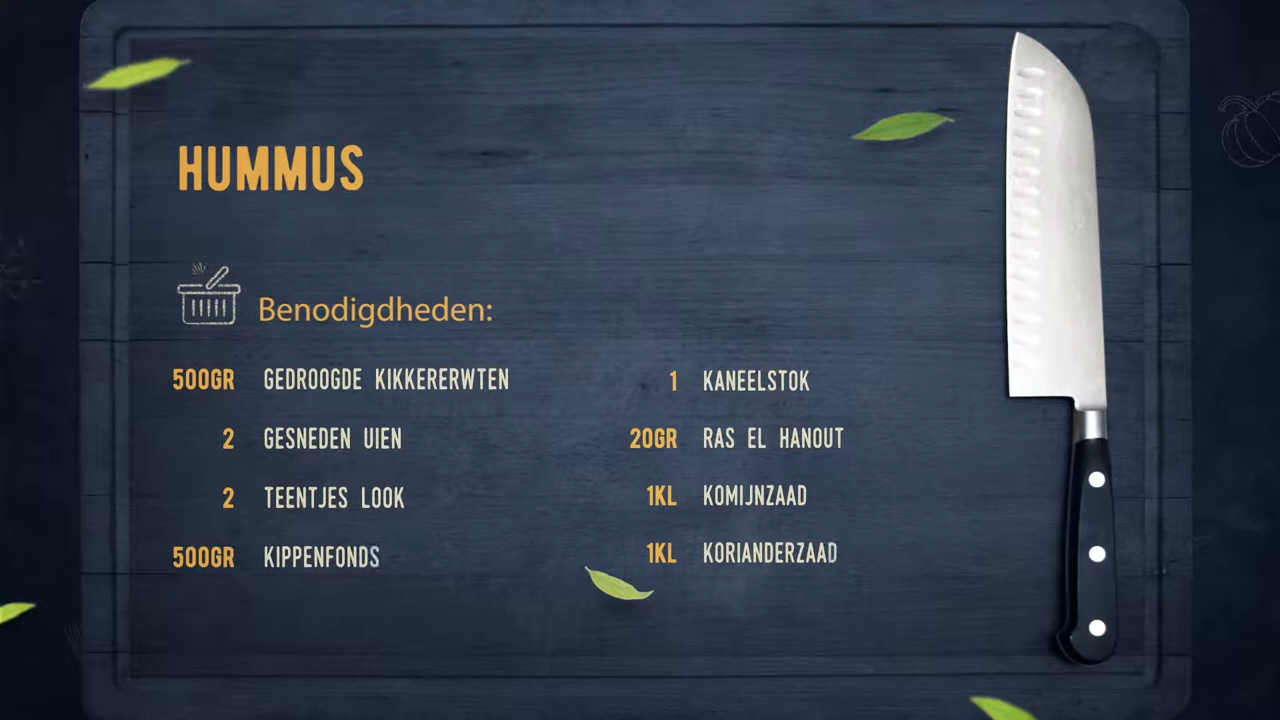 HUMMUS
Benodigdheden:
500GR GEDROOGDE KIKKERERWTEN
2 GESNEDEN UIEN
2 TEENTJES LOOK
500GR KIPPENFONDS
1 KANEELSTOK
20GR RAS EL HANOUT
1KL KOMIJNZAAD
1KL KORIANDERZAAD